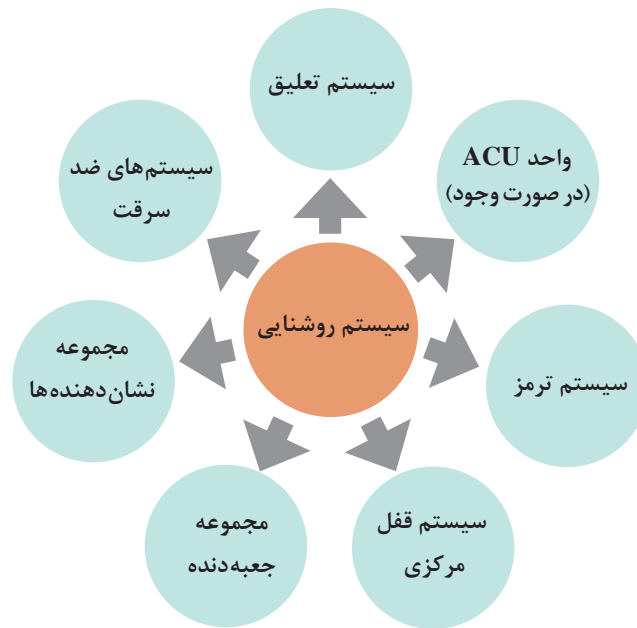 سیستم تعلیق
واحد ACU
(در صورت وجود)
سیستم‌های ضد
سرقت
سیستم روشنایی
مجموعه
نشان‌دهنده‌ها
سیستم ترمز
سیستم قفل
مرکزی
مجموعه
جعبه‌دنده